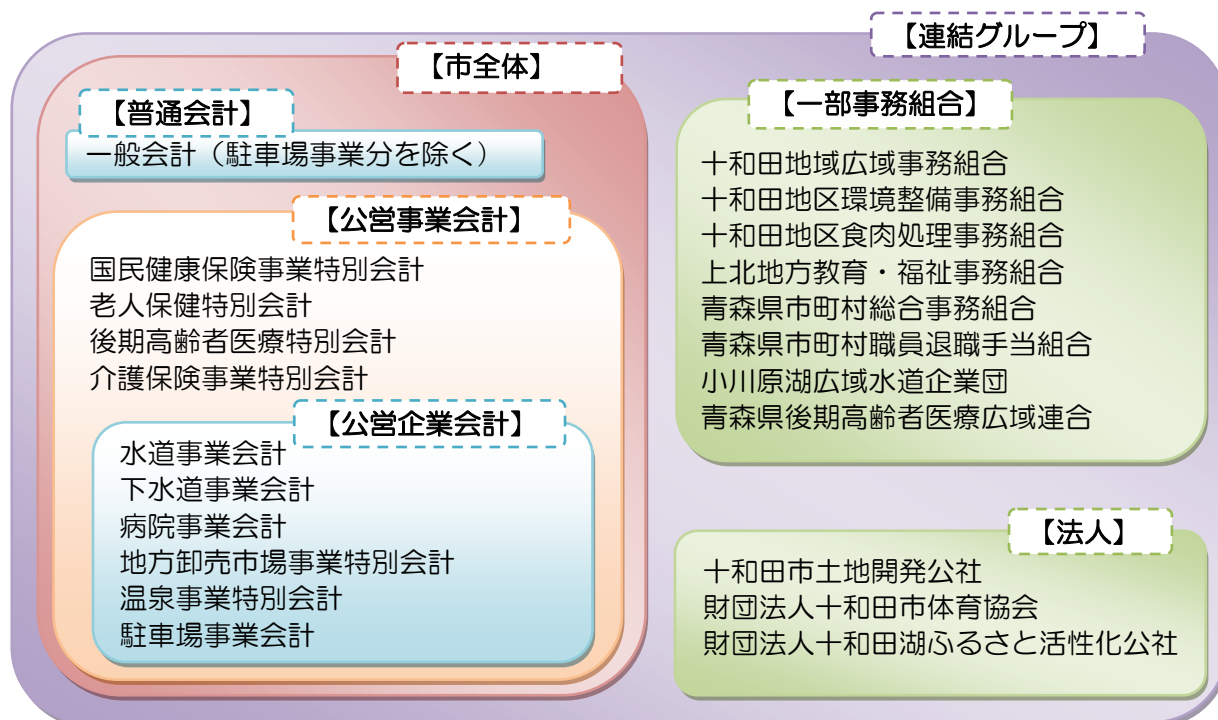 【連結グループ】
【市全体】
【普通会計】
一般会計（駐車場事業分を除く）
【公営事業会計】
国民健康保険事業特別会計
老人保健特別会計
後期高齢者医療特別会計
介護保険事業特別会計
【公営企業会計】
水道事業会計
下水道事業会計
病院事業会計
地方卸売市場事業特別会計
温泉事業特別会計
駐車場事業会計
【一部事務組合】
十和田地域広域事務組合
十和田地区環境整備事務組合
十和田地区食肉処理事務組合
上北地方教育・福祉事務組合
青森県市町村総合事務組合
青森県市町村職員退職手当組合
小川原湖広域水道企業団
青森県後期高齢者医療広域連合
【法人】
十和田市土地開発公社
財団法人十和田市体育協会
財団法人十和田湖ふるさと活性化公社